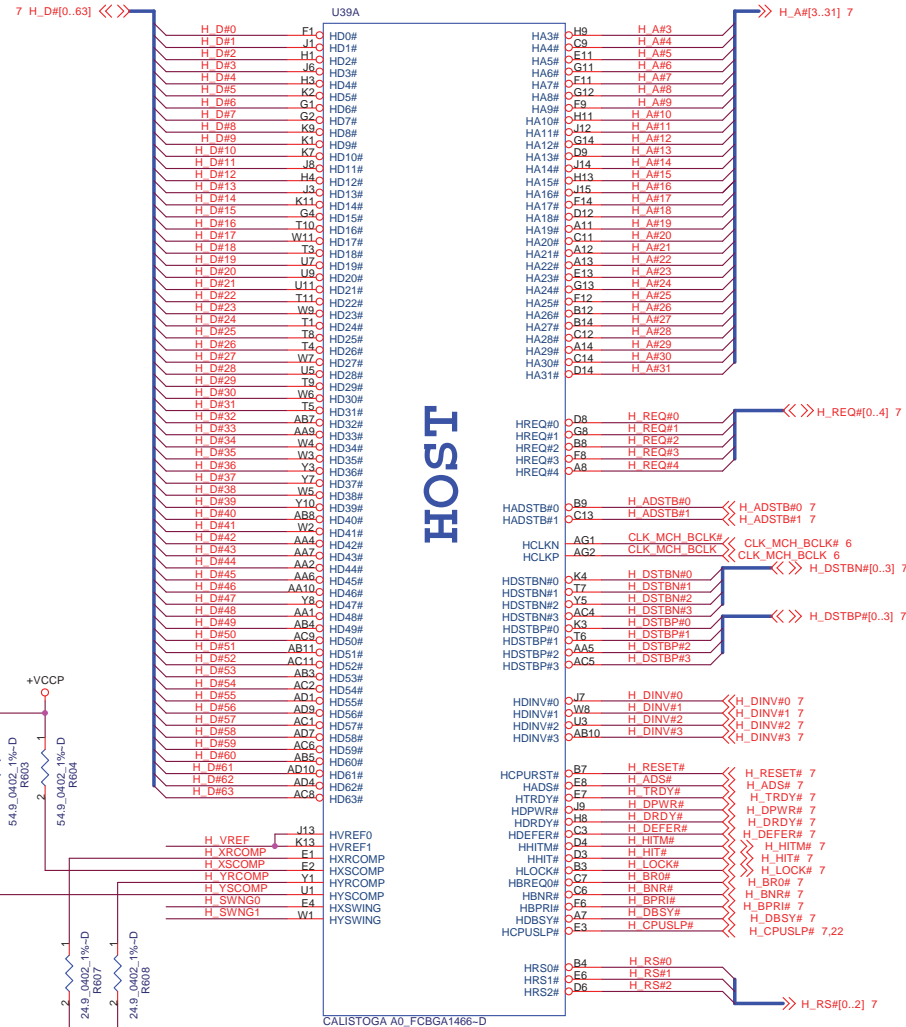 7 H_D#[0..63]
U39A
H_D#0 F1 HD0#
H_D#1 J1 HD1#
H_D#2 H1 HD2#
H_D#3 J6 HD3#
H_D#4 H3 HD4#
H_D#5 K2 HD5#
H_D#6 G1 HD6#
H_D#7 G2 HD7#
H_D#8 K9 HD8#
H_D#9 K1 HD9#
H_D#10 K7 HD10#
H_D#11 J8 HD11#
H_D#12 H4 HD12#
H_D#13 J3 HD13#
H_D#14 K11 HD14#
H_D#15 G4 HD15#
H_D#16 T10 HD16#
H_D#17 W11 HD17#
H_D#18 T3 HD18#
H_D#19 U7 HD19#
H_D#20 U9 HD20#
H_D#21 U11 HD21#
H_D#22 T11 HD22#
H_D#23 W9 HD23#
H_D#24 T1 HD24#
H_D#25 T8 HD25#
H_D#26 T4 HD26#
H_D#27 W7 HD27#
H_D#28 U5 HD28#
H_D#29 T9 HD29#
H_D#30 W6 HD30#
H_D#31 T5 HD31#
H_D#32 AB7 HD32#
H_D#33 AA9 HD33#
H_D#34 W4 HD34#
H_D#35 W3 HD35#
H_D#36 Y3 HD36#
H_D#37 Y7 HD37#
H_D#38 W5 HD38#
H_D#39 Y10 HD39#
H_D#40 AB8 HD40#
H_D#41 W2 HD41#
H_D#42 AA4 HD42#
H_D#43 AA7 HD43#
H_D#44 AA2 HD44#
H_D#45 AA6 HD45#
H_D#46 AA10 HD46#
H_D#47 Y8 HD47#
H_D#48 AA1 HD48#
H_D#49 AB4 HD49#
H_D#50 AC9 HD50#
H_D#51 AB11 HD51#
H_D#52 AC11 HD52#
H_D#53 AB3 HD53#
H_D#54 AC2 HD54#
H_D#55 AD1 HD55#
H_D#56 AD9 HD56#
H_D#57 AC1 HD57#
H_D#58 AD7 HD58#
H_D#59 AC6 HD59#
H_D#60 AB5 HD60#
H_D#61 AD10 HD61#
H_D#62 AD4 HD62#
H_D#63 AC8 HD63#
J13 HVREF0
H_VREF K13 HVREF1
H_XRCOMP E1 HXRCOMP
H_XSCOMP E2 HXSCOMP
H_YRCOMP Y1 HYRCOMP
H_YSCOMP U1 HYSCOMP
H_SWNG0 E4 HXSWING
H_SWNG1 W1 HYSWING
+VCCP
54.9_0402_1%~D
R603
1
2
54.9_0402_1%~D
R604
1
2
24.9_0402_1%~D
R607
1
2
24.9_0402_1%~D
R608
HOST
H_A#[3..31] 7
HA3# H9 H_A#3
HA4# C9 H_A#4
HA5# E11 H_A#5
HA6# G11 H_A#6
HA7# F11 H_A#7
HA8# G12 H_A#8
HA9# F9 H_A#9
HA10# H11 H_A#10
HA11# J12 H_A#11
HA12# G14 H_A#12
HA13# D9 H_A#13
HA14# J14 H_A#14
HA15# H13 H_A#15
HA16# J15 H_A#16
HA17# F14 H_A#17
HA18# D12 H_A#18
HA19# A11 H_A#19
HA20# C11 H_A#20
HA21# A12 H_A#21
HA22# A13 H_A#22
HA23# E13 H_A#23
HA24# G13 H_A#24
HA25# F12 H_A#25
HA26# B12 H_A#26
HA27# B14 H_A#27
HA28# C12 H_A#28
HA29# A14 H_A#29
HA30# C14 H_A#30
HA31# D14 H_A#31
H_REQ#[0..4] 7
HREQ#0 D8 H_REQ#0
HREQ#1 G8 H_REQ#1
HREQ#2 B8 H_REQ#2
HREQ#3 F8 H_REQ#3
HREQ#4 A8 H_REQ#4
HADSTB#0 B9 H_ADSTB#0 H_ADSTB#0 7
HADSTB#1 C13 H_ADSTB#1 H_ADSTB#1 7
HCLKN AG1 CLK_MCH_BCLK# CLK_MCH_BCLK# 6
HCLKP AG2 CLK_MCH_BCLK CLK_MCH_BCLK 6
H_DSTBN#[0..3] 7
HDSTBN#0 K4 H_DSTBN#0
HDSTBN#1 T7 H_DSTBN#1
HDSTBN#2 Y5 H_DSTBN#2
HDSTBN#3 AC4 H_DSTBN#3
H_DSTBP#[0..3] 7
HDSTBP#0 K3 H_DSTBP#0
HDSTBP#1 T6 H_DSTBP#1
HDSTBP#2 AA5 H_DSTBP#2
HDSTBP#3 AC5 H_DSTBP#3
HDINV#0 J7 H_DINV#0 H_DINV#0 7
HDINV#1 W8 H_DINV#1 H_DINV#1 7
HDINV#2 U3 H_DINV#2 H_DINV#2 7
HDINV#3 AB10 H_DINV#3 H_DINV#3 7
HCPURST# B7 H_RESET# H_RESET# 7
HADS# E8 H_ADS# H_ADS# 7
HTRDY# E7 H_TRDY# H_TRDY# 7
HDPWR# J9 H_DPWR# H_DPWR# 7
HDRDY# H8 H_DRDY# H_DRDY# 7
HDEFER# C3 H_DEFER# H_DEFER# 7
HHITM# D4 H_HITM# H_HITM# 7
HHIT# D3 H_HIT# H_HIT# 7
HLOCK# B3 H_LOCK# H_LOCK# 7
HBREQ0# C7 H_BR0# H_BR0# 7
HBNR# C6 H_BNR# H_BNR# 7
HBPRI# F6 H_BPRI# H_BPRI# 7
HDBSY# A7 H_DBSY# H_DBSY# 7
HCPUSLP# E3 H_CPUSLP# H_CPUSLP# 7,22
HRS0# B4 H_RS#0
HRS1# E6 H_RS#1
HRS2# D6 H_RS#2
H_RS#[0..2] 7
CALISTOGA A0_FCBGA1466~D